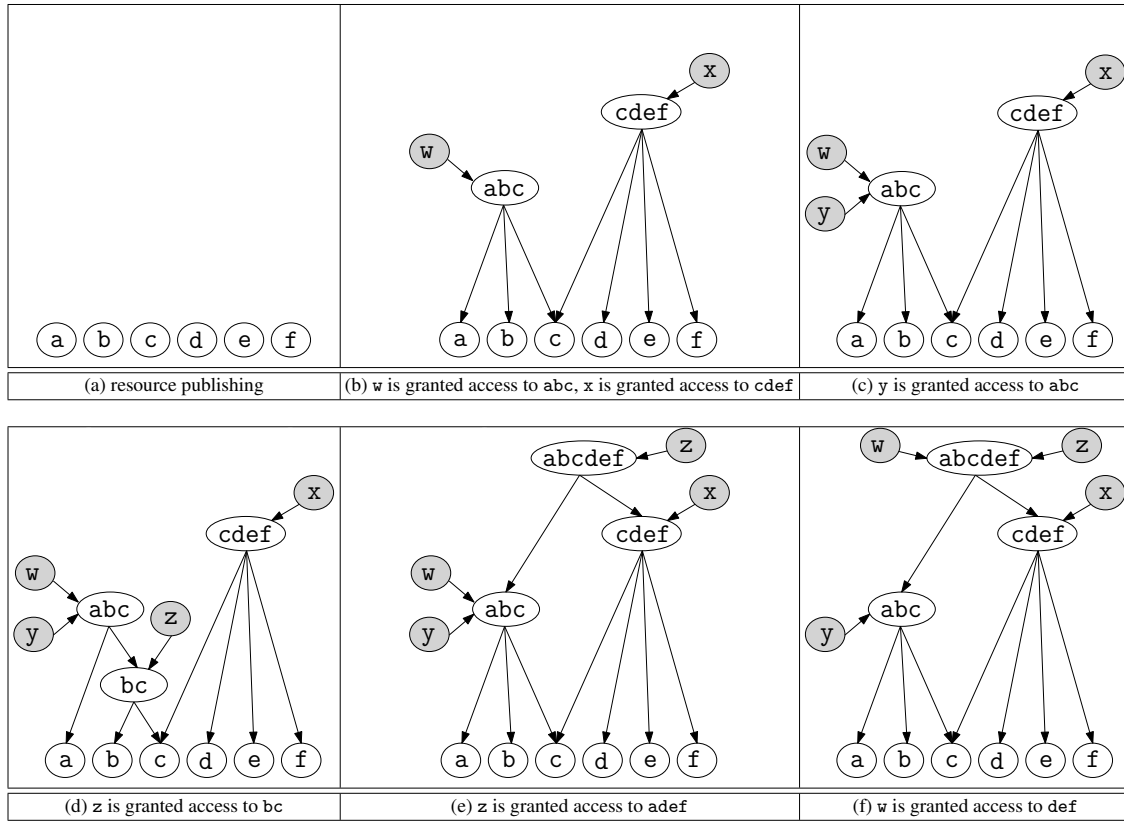 a b c d e f
x
cdef
w
abc
a b c d e f
x
cdef
w
abc
y
a b c d e f
(a) resource publishing
(b) w is granted access to abc, x is granted access to cdef
(c) y is granted access to abc
x
cdef
w
abc
z
y
bc
a b c d e f
abcdef
z
x
cdef
w
abc
y
a b c d e f
w
abcdef
z
x
cdef
abc
y
a b c d e f
(d) z is granted access to bc
(e) z is granted access to adef
(f) w is granted access to def